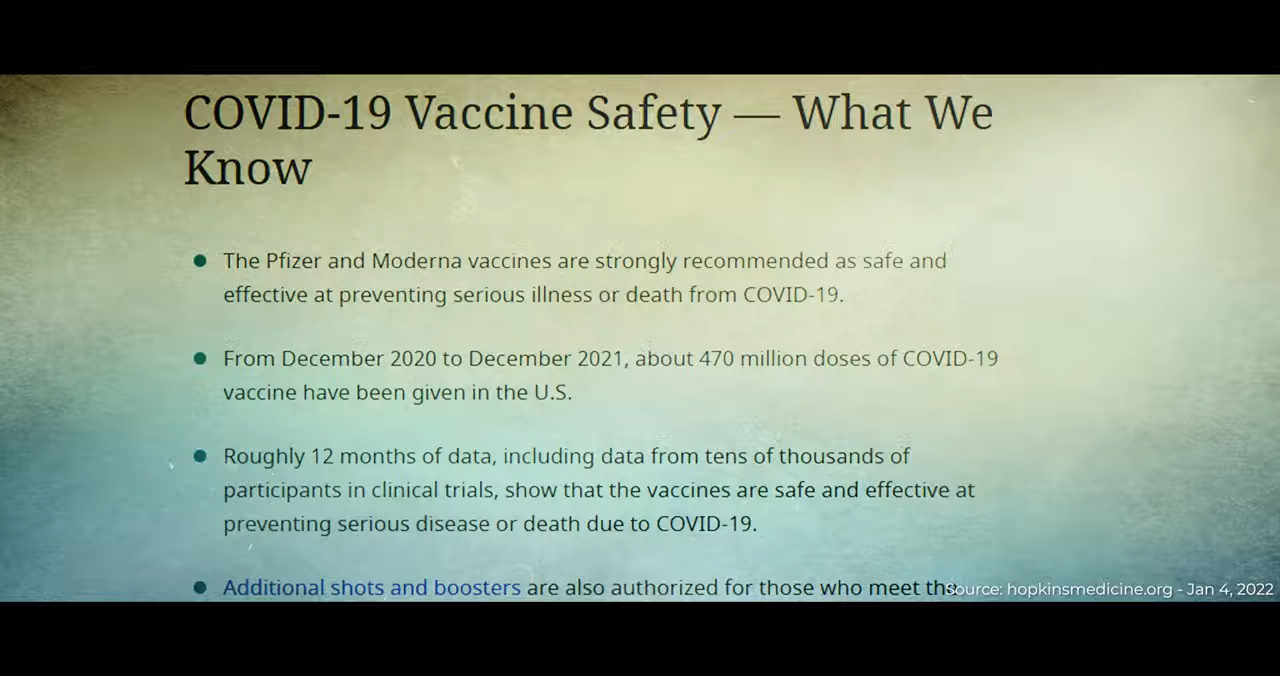 COVID-19 Vaccine Safety — What We
Know
The Pfizer and Moderna vaccines are strongly recommended as safe and
effective at preventing serious illness or death from COVID-19.
From December 2020 to December 2021, about 470 million doses of COVID-19
vaccine have been given in the U.S.
Roughly 12 months of data, including data from tens of thousands of
participants in clinical trials, show that the vaccines are safe and effective at
preventing serious disease or death due to COVID-19.
Additional shots and boosters are also authorized for those who meet the
Source: hopkinsmedicine.org - Jan 4, 2022